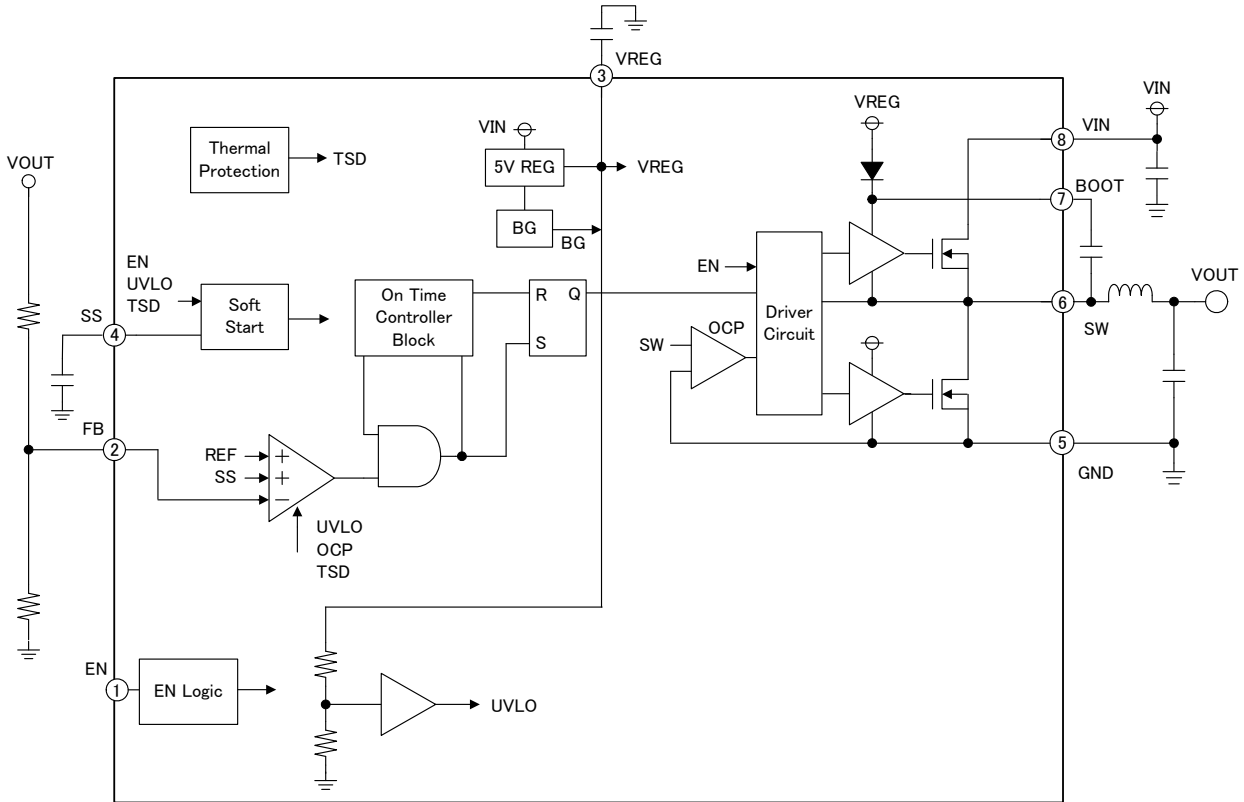 VREG
3
VIN
VREG
8
VIN
VIN
VOUT
Thermal
Protection
TSD
5V REG
VREG
7
BOOT
BG
BG
EN
UVLO
TSD
SS
4
Soft
Start
On Time
Controller
Block
R
Q
S
EN
Driver
Circuit
OCP
SW
6
SW
VOUT
FB
2
REF
SS
+
+
−
UVLO
OCP
TSD
5
GND
EN
1
EN Logic
UVLO